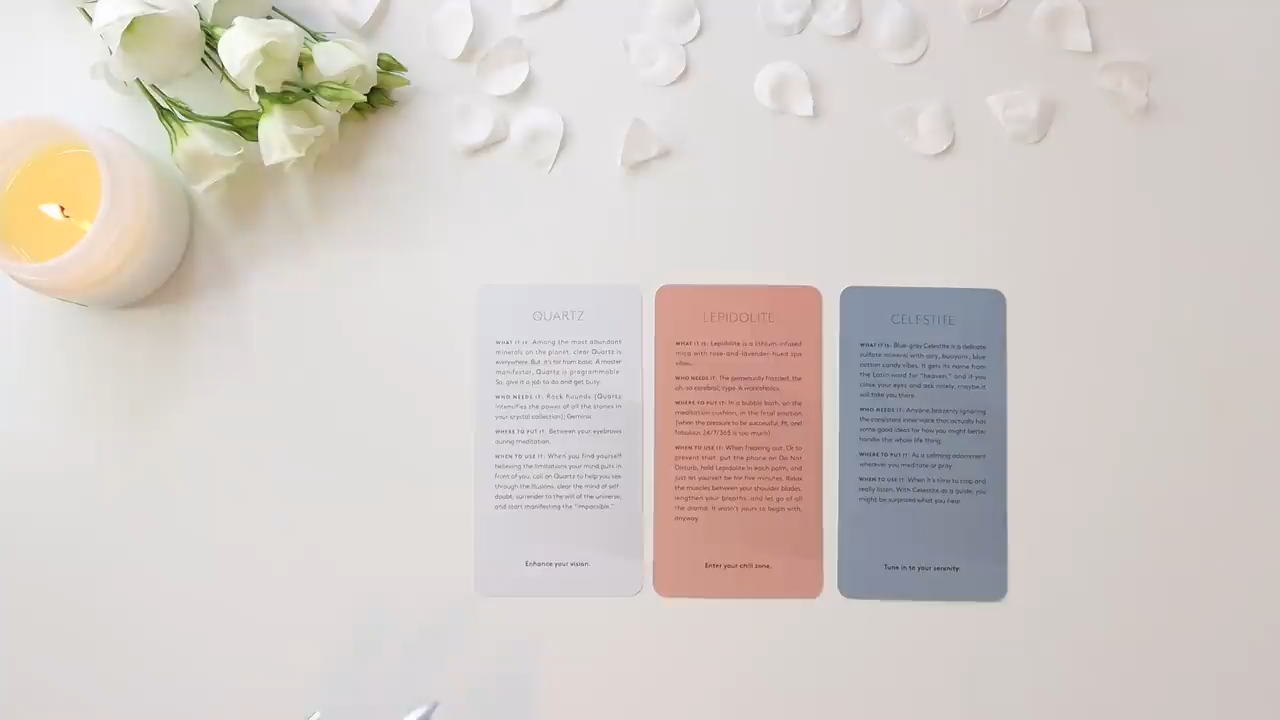 QUARTZ
WHAT IT IS: Among the most abundant
minerals on the planet, clear Quartz is
everywhere. But it's far from basic. A master
manifester, Quartz is programmable.
So, give it a job to do and get busy.
WHO NEEDS IT: Rock hounds (Quartz
intensifies the power of all the stones in
your crystal collection); Geminis.
WHERE TO PUT IT: Between your eyebrows
during meditation.
WHEN TO USE IT: When you find yourself
believing the limitations your mind puts in
front of you, call on Quartz to help you see
through the illusions, clear the mind of self-
doubt, surrender to the will of the universe,
and start manifesting the "impossible."
Enhance your vision.
LEPIDOLITE
WHAT IT IS: Lepidolite is a lithium-infused
mica with rose-and-lavender-hued spa
vibes.
WHO NEEDS IT: The perennially frazzled, the
oh-so cerebral, type-A workaholics.
WHERE TO PUT IT: In a bubble bath, on the
meditation cushion, in the fetal position
(when the pressure to be successful, fit, and
fabulous 24/7/365 is too much).
WHEN TO USE IT: When freaking out. Or to
prevent that: put the phone on Do Not
Disturb, hold Lepidolite in each palm, and
just let yourself be for five minutes. Relax
the muscles between your shoulder blades,
lengthen your breaths, and let go of all
the drama. It wasn't yours to begin with,
anyway.
Enter your chill zone.
CELESTITE
WHAT IT IS: Blue-gray Celestite is a delicate
sulfate mineral with airy, buoyant, blue
cotton candy vibes. It gets its name from
the Latin word for "heaven," and if you
close your eyes and ask nicely, maybe it
will take you there.
WHO NEEDS IT: Anyone brazenly ignoring
the consistent inner voice that actually has
some good ideas for how you might better
handle this whole life thing.
WHERE TO PUT IT: As a calming adornment
wherever you meditate or pray.
WHEN TO USE IT: When it's time to stop and
really listen. With Celestite as a guide, you
might be surprised what you hear.
Tune in to your serenity.